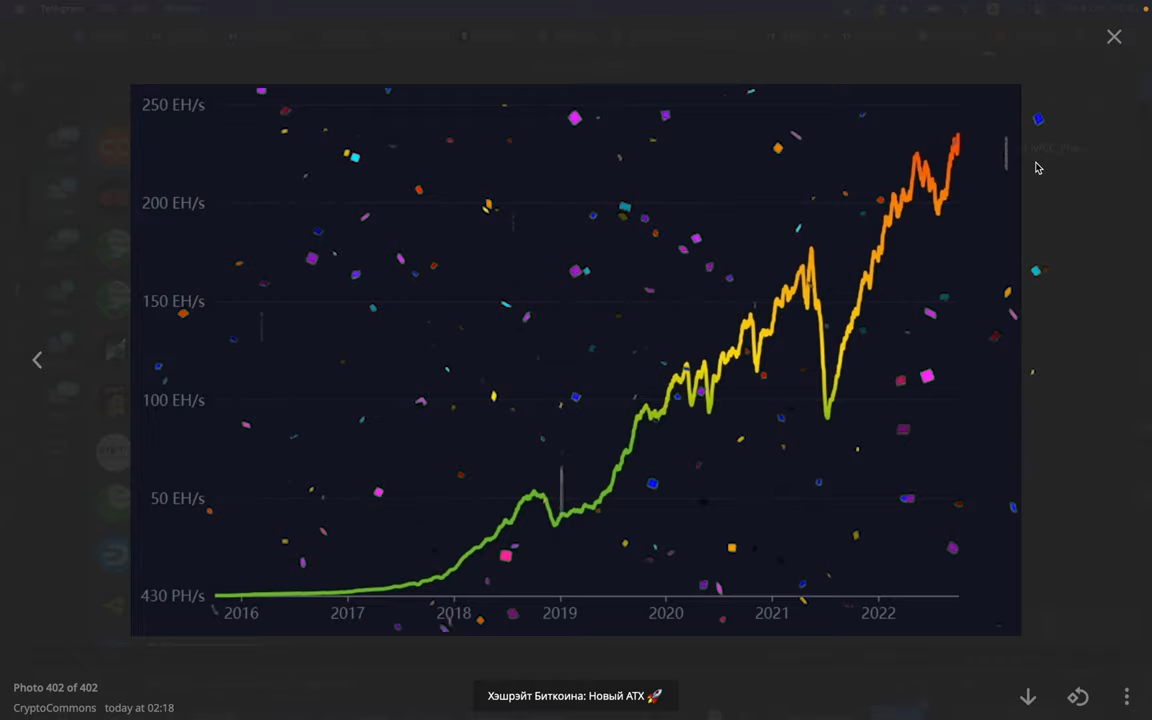 250 EH/s
200 EH/s
150 EH/s
100 EH/s
50 EH/s
430 PH/s
2016 2017 2018 2019 2020 2021 2022
Photo 402 of 402
CryptoCommons today at 02:18
Хэшрэйт Биткоина: Новый ATX 🚀